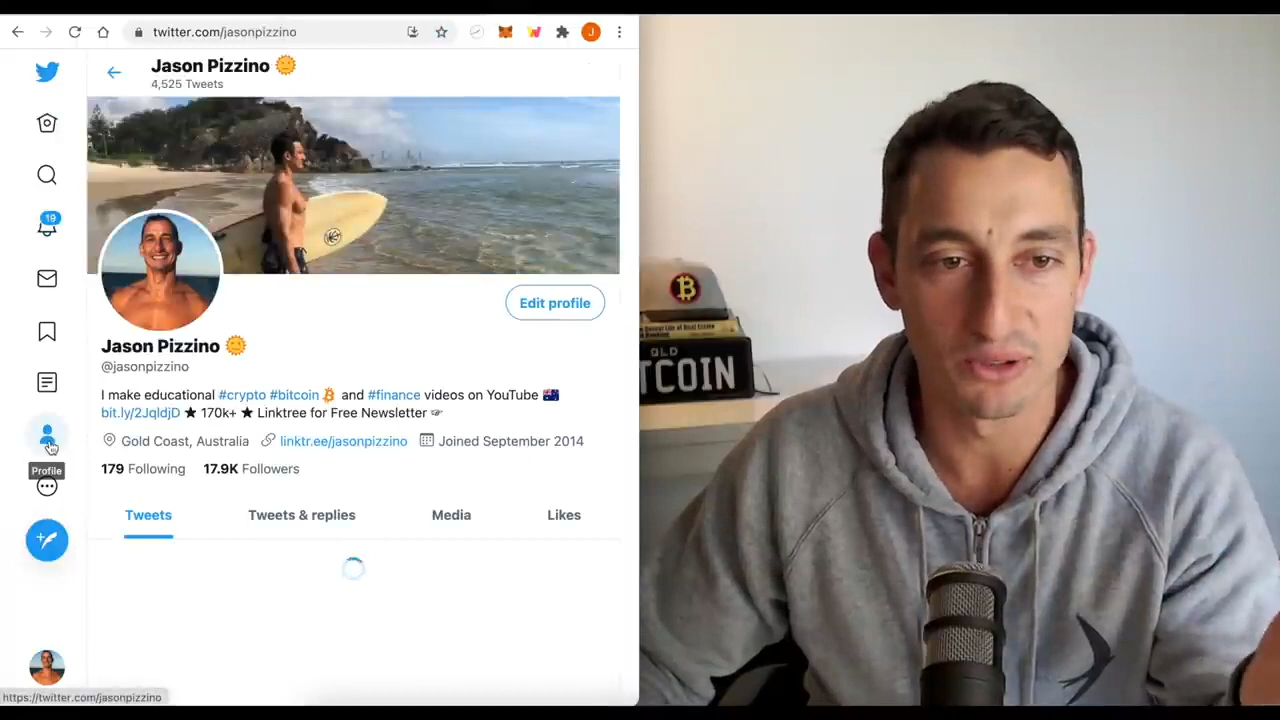 twitter.com/jasonpizzino
J
Jason Pizzino
4,525 Tweets
19
Edit profile
Jason Pizzino
@jasonpizzino
I make educational #crypto #bitcoin and #finance videos on YouTube
bit.ly/2JqldjD ★ 170k+ ★ Linktree for Free Newsletter
Gold Coast, Australia linktr.ee/jasonpizzino Joined September 2014
179 Following 17.9K Followers
Profile
Tweets Tweets & replies Media Likes
https://twitter.com/jasonpizzino
QLD
TCOIN